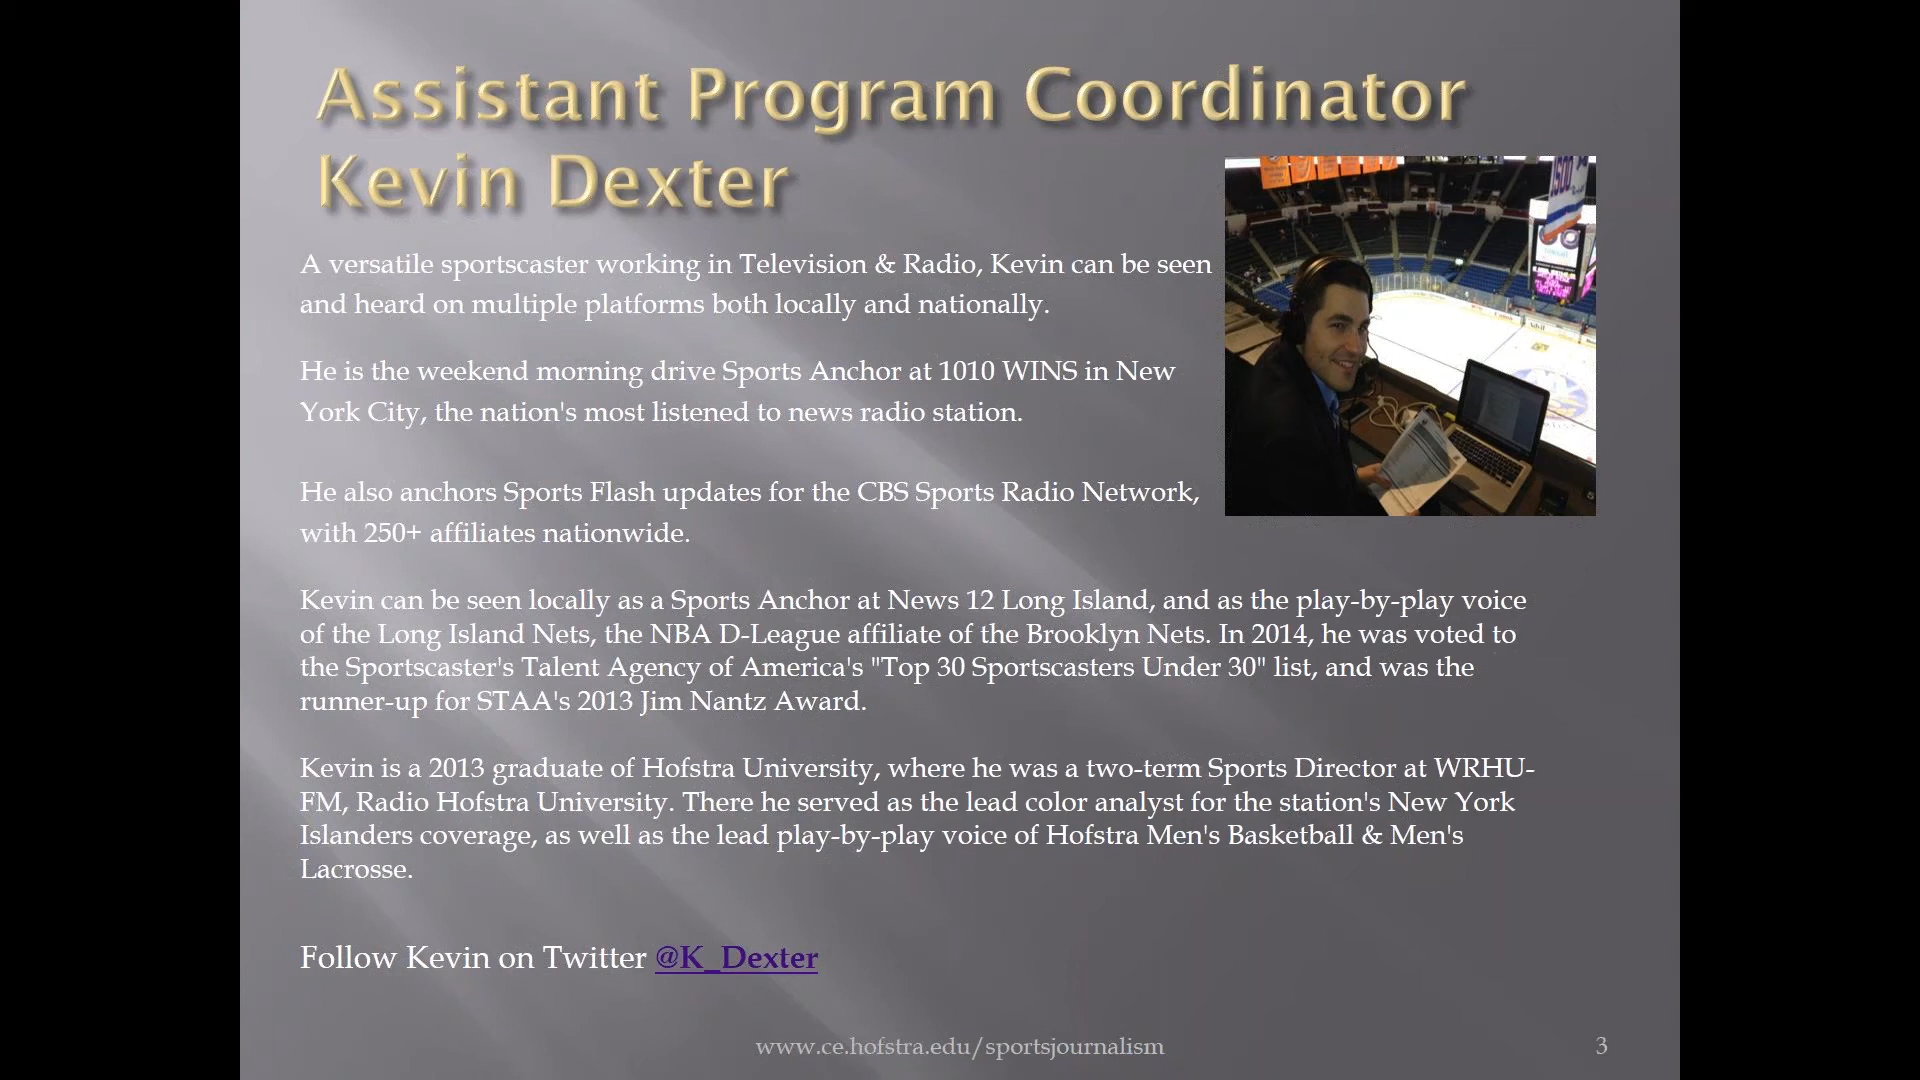 Assistant Program Coordinator
Kevin Dexter
A versatile sportscaster working in Television & Radio, Kevin can be seen
and heard on multiple platforms both locally and nationally.
He is the weekend morning drive Sports Anchor at 1010 WINS in New
York City, the nation's most listened to news radio station.
He also anchors Sports Flash updates for the CBS Sports Radio Network,
with 250+ affiliates nationwide.
Kevin can be seen locally as a Sports Anchor at News 12 Long Island, and as the play-by-play voice
of the Long Island Nets, the NBA D-League affiliate of the Brooklyn Nets. In 2014, he was voted to
the Sportscaster's Talent Agency of America's "Top 30 Sportscasters Under 30" list, and was the
runner-up for STAA's 2013 Jim Nantz Award.
Kevin is a 2013 graduate of Hofstra University, where he was a two-term Sports Director at WRHU-
FM, Radio Hofstra University. There he served as the lead color analyst for the station's New York
Islanders coverage, as well as the lead play-by-play voice of Hofstra Men's Basketball & Men's
Lacrosse.
Follow Kevin on Twitter @K_Dexter
www.ce.hofstra.edu/sportsjournalism
3